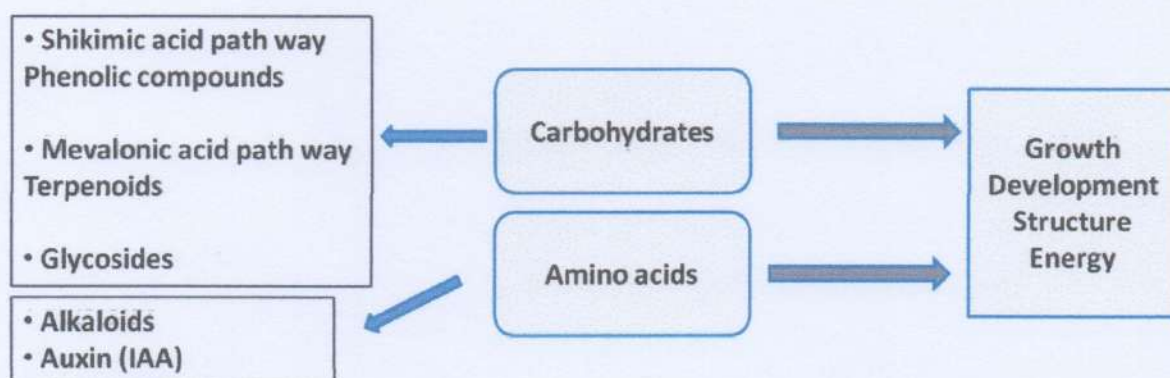 • Shikimic acid path way
Phenolic compounds
• Mevalonic acid path way
Terpenoids
• Glycosides
• Alkaloids
• Auxin (IAA)
Carbohydrates
Amino acids
Growth
Development
Structure
Energy